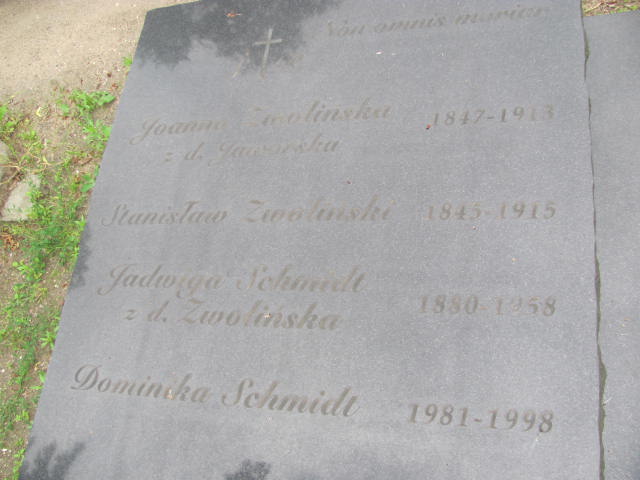 Non omnis moriar
Joanna Zwolińska 1847-1913
z d. Jaworska
Stanisław Zwoliński 1845-1915
Jadwiga Schmidt
z d. Zwolińska 1880-1958
Dominika Schmidt 1981-1998